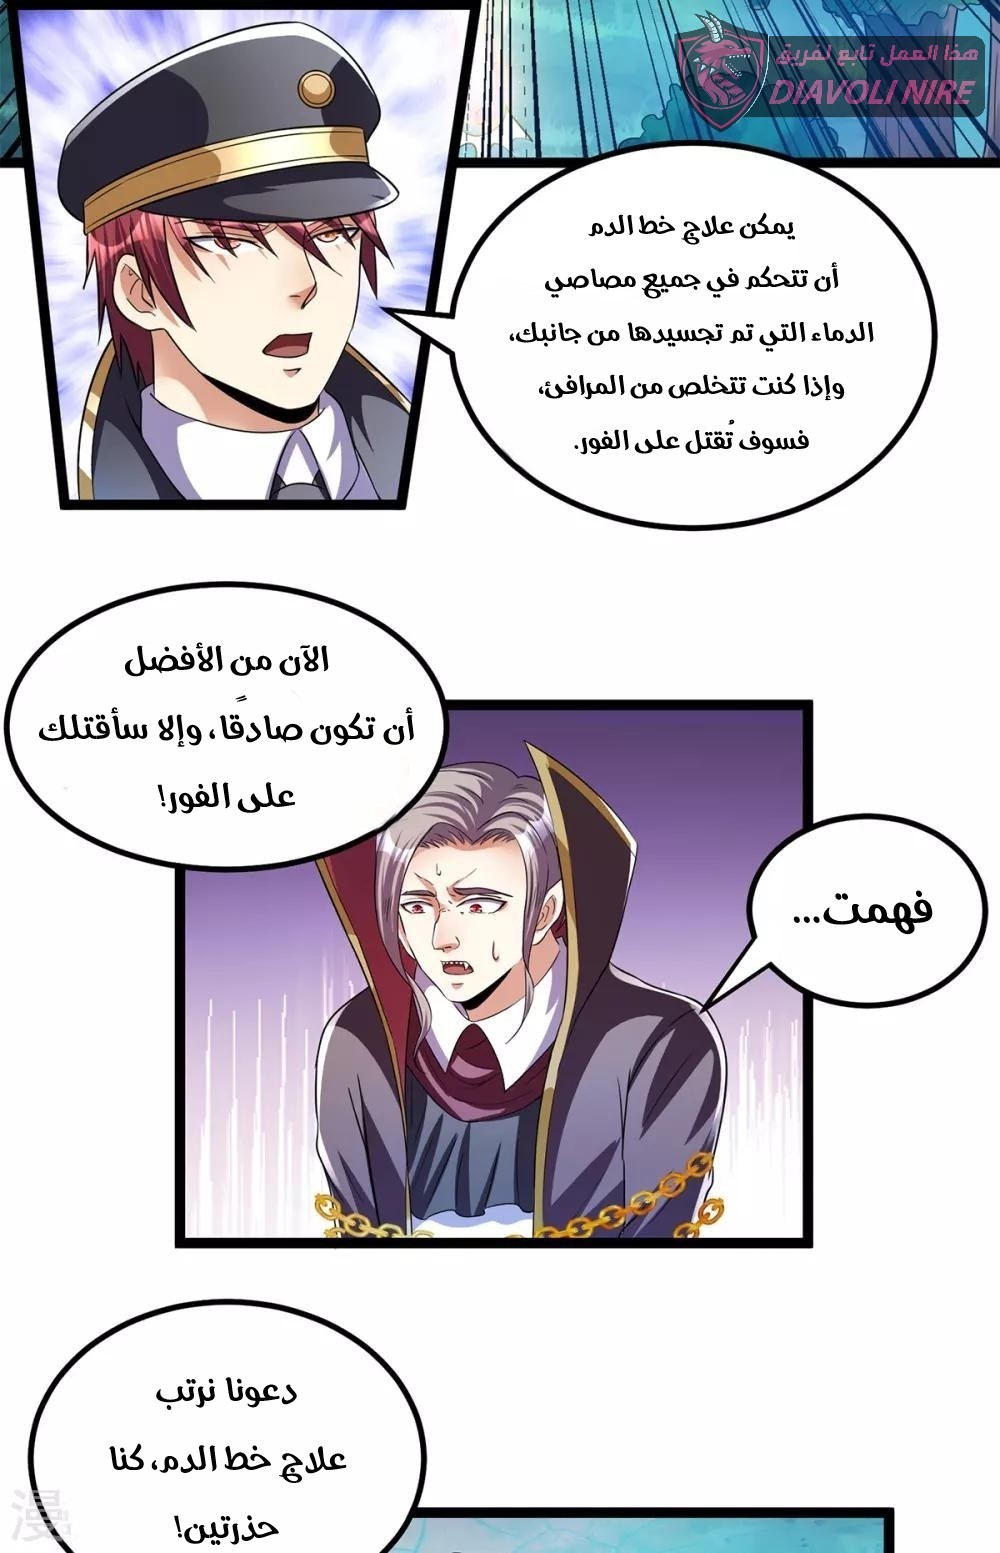 هذا العمل تابع لفريق
DIAVOLI NIRE
يمكن علاج خط الدم
أن تتحكم في جميع مصاصي
الدماء التي تم تجسيدها من جانبك،
وإذا كنت تتخلص من المرافئ،
فسوف تُقتل على الفور.
الآن من الأفضل
أن تكون صادقًا، وإلا سأقتلك
على الفور!
فهمت...
دعونا نرتب
علاج خط الدم، كنا
حذرتين!
漫